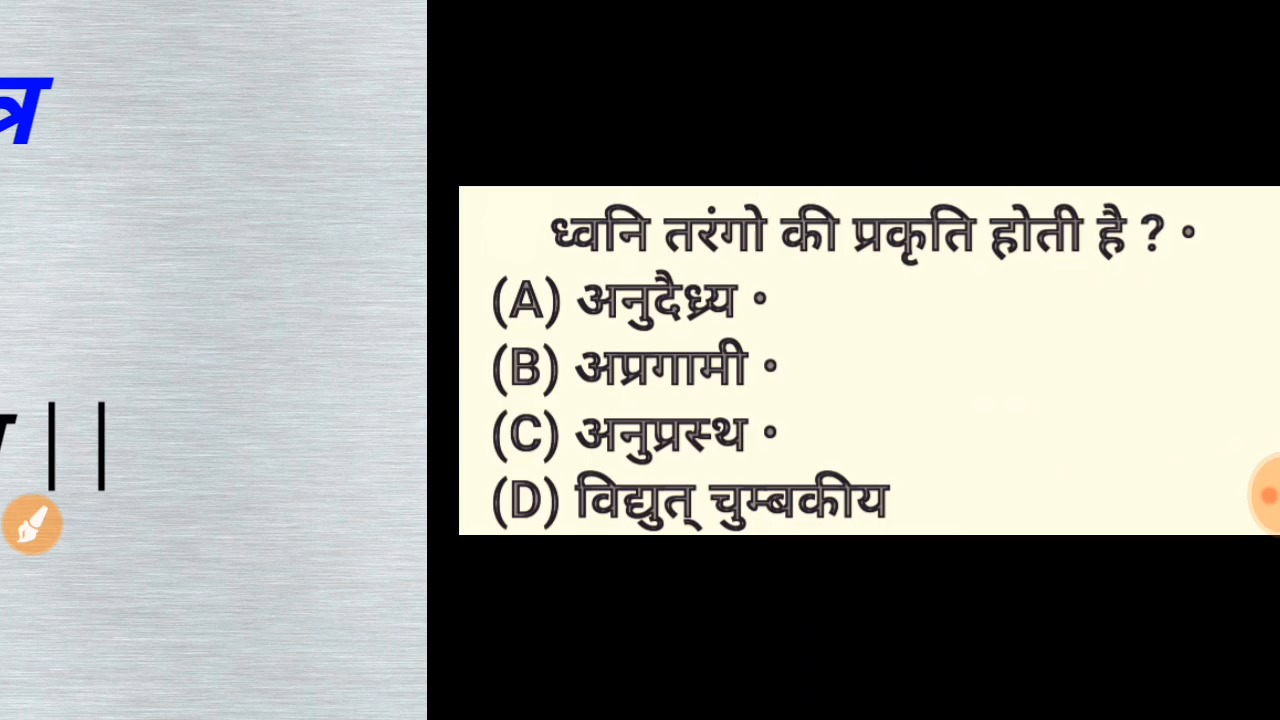 त्र
ध्वनि तरंगो की प्रकृति होती है ? •
(A) अनुदैध्र्य •
(B) अप्रगामी •
(C) अनुप्रस्थ •
||
(D) विद्युत् चुम्बकीय